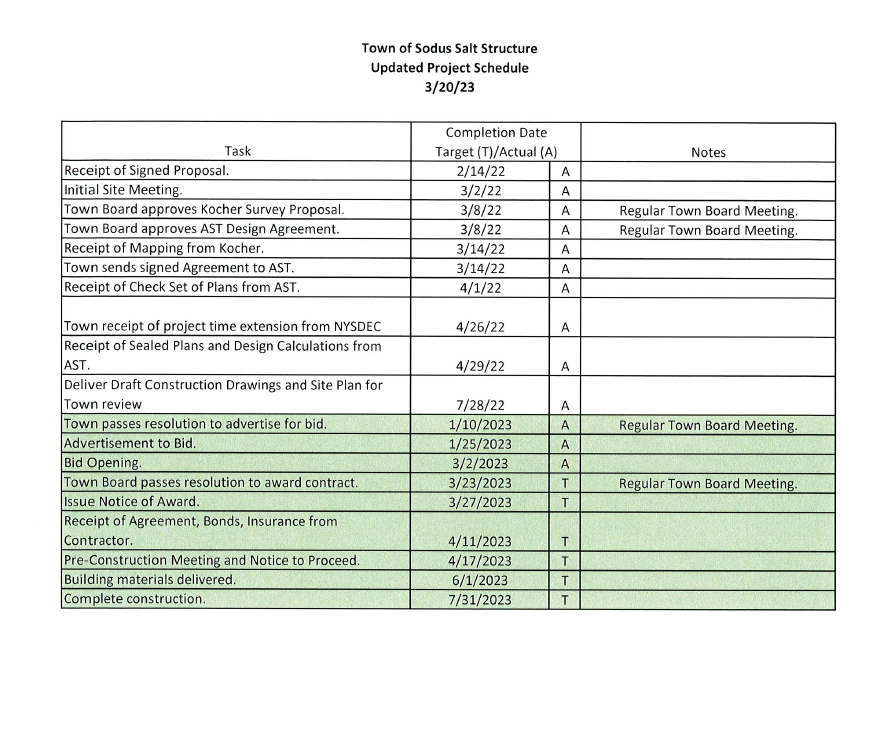 Town of Sodus Salt Structure
Updated Project Schedule
3/20/23
Completion Date
Task Target (T)/Actual (A) Notes
Receipt of Signed Proposal. 2/14/22 A
Initial Site Meeting. 3/2/22 A
Town Board approves Kocher Survey Proposal. 3/8/22 A Regular Town Board Meeting.
Town Board approves AST Design Agreement. 3/8/22 A Regular Town Board Meeting.
Receipt of Mapping from Kocher. 3/14/22 A
Town sends signed Agreement to AST. 3/14/22 A
Receipt of Check Set of Plans from AST. 4/1/22 A
Town receipt of project time extension from NYSDEC 4/26/22 A
Receipt of Sealed Plans and Design Calculations from
AST. 4/29/22 A
Deliver Draft Construction Drawings and Site Plan for
Town review 7/28/22 A
Town passes resolution to advertise for bid. 1/10/2023 A Regular Town Board Meeting.
Advertisement to Bid. 1/25/2023 A
Bid Opening. 3/2/2023 A
Town Board passes resolution to award contract. 3/23/2023 T Regular Town Board Meeting.
Issue Notice of Award. 3/27/2023 T
Receipt of Agreement, Bonds, Insurance from
Contractor. 4/11/2023 T
Pre-Construction Meeting and Notice to Proceed. 4/17/2023 T
Building materials delivered. 6/1/2023 T
Complete construction. 7/31/2023 T